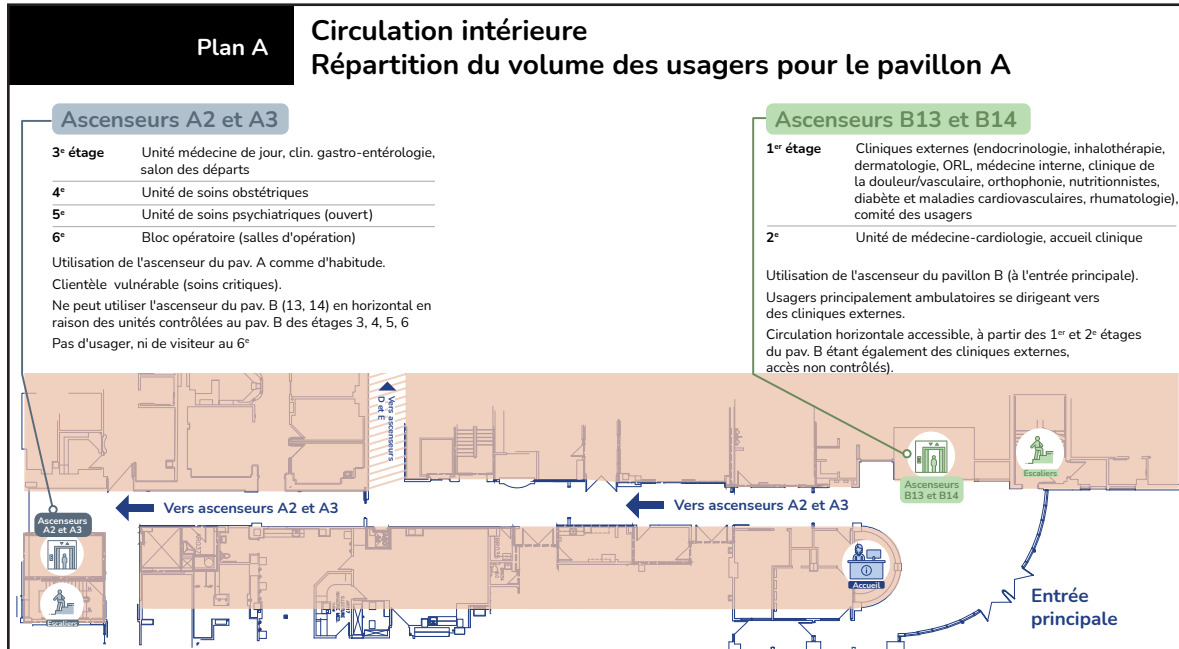 Plan A
Circulation intérieure
Répartition du volume des usagers pour le pavillon A
Ascenseurs A2 et A3
3e étage Unité médecine de jour, clin. gastro-entérologie,
salon des départs
4e Unité de soins obstétriques
5e Unité de soins psychiatriques (ouvert)
6e Bloc opératoire (salles d'opération)
Utilisation de l'ascenseur du pav. A comme d'habitude.
Clientèle vulnérable (soins critiques).
Ne peut utiliser l'ascenseur du pav. B (13, 14) en horizontal en
raison des unités contrôlées au pav. B des étages 3, 4, 5, 6
Pas d'usager, ni de visiteur au 6e
Ascenseurs B13 et B14
1er étage Cliniques externes (endocrinologie, inhalothérapie,
dermatologie, ORL, médecine interne, clinique de
la douleur/vasculaire, orthophonie, nutritionnistes,
diabète et maladies cardiovasculaires, rhumatologie),
comité des usagers
2e Unité de médecine-cardiologie, accueil clinique
Utilisation de l'ascenseur du pavillon B (à l'entrée principale).
Usagers principalement ambulatoires se dirigeant vers
des cliniques externes.
Circulation horizontale accessible, à partir des 1er et 2e étages
du pav. B étant également des cliniques externes,
accès non contrôlés).
Vers ascenseurs
D et E
Escaliers
Ascenseurs
B13 et B14
Vers ascenseurs A2 et A3
Vers ascenseurs A2 et A3
Ascenseurs
A2 et A3
Escaliers
Accueil
Entrée
principale